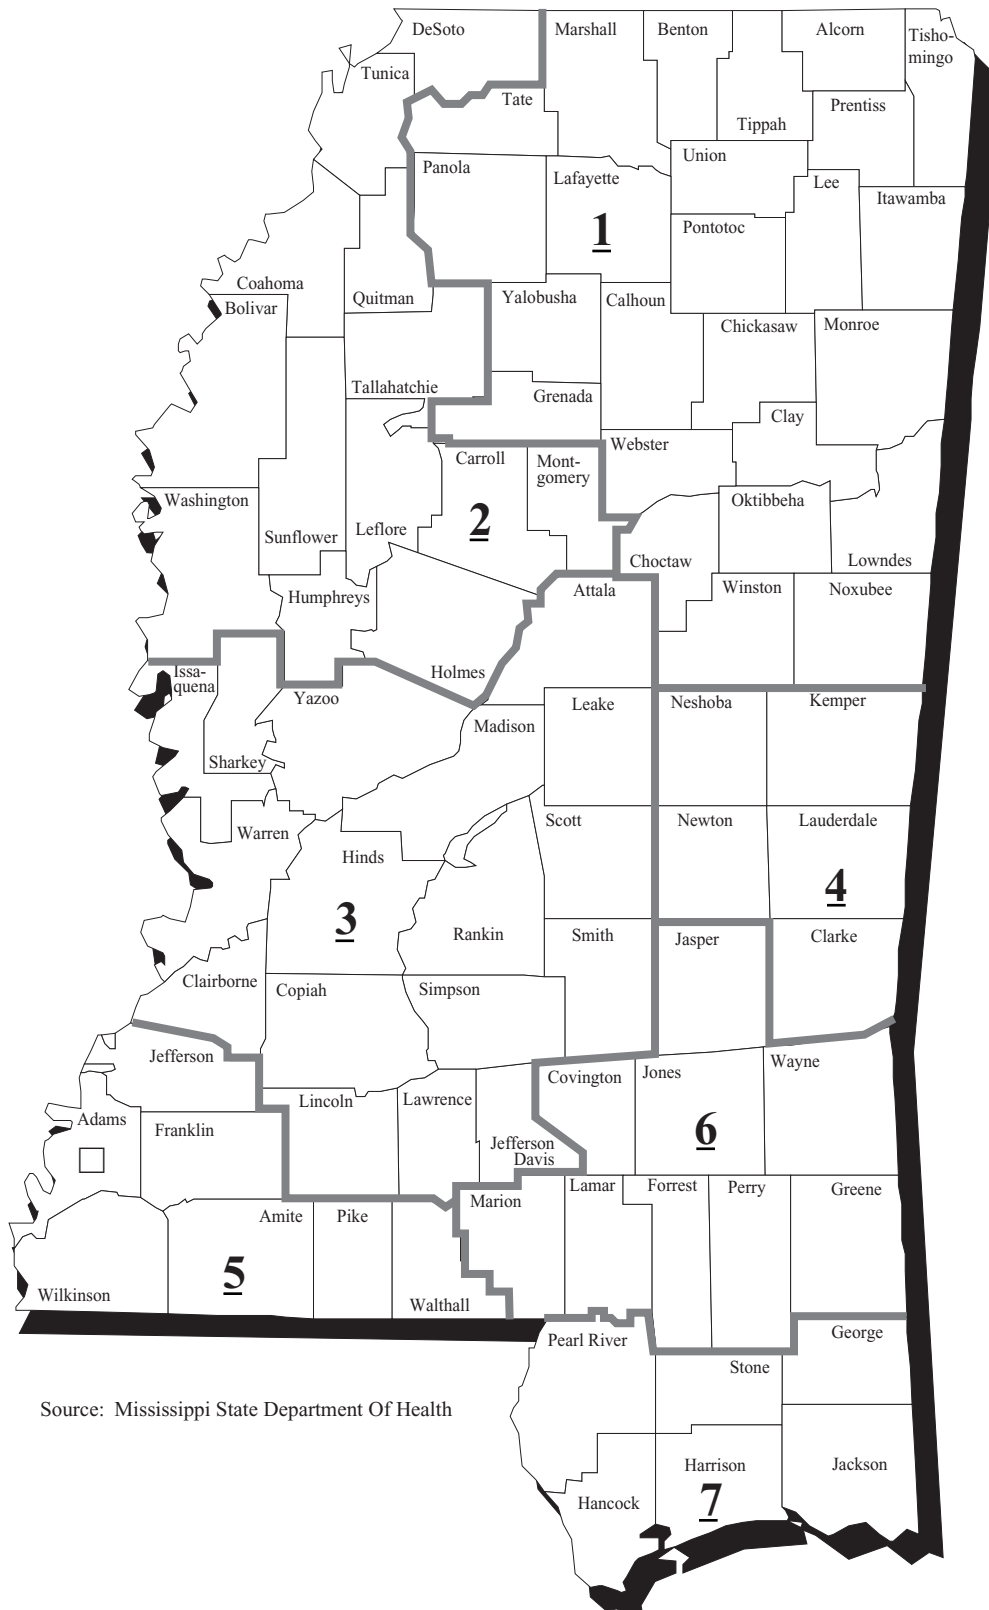 DeSoto
Marshall
Benton
Alcorn
Tisho-
mingo
Tunica
Tate
Tippah
Prentiss
Union
Panola
Lafayette
Lee
Itawamba
1
Pontotoc
Coahoma
Bolivar
Quitman
Yalobusha
Calhoun
Chickasaw
Monroe
Tallahatchie
Grenada
Clay
Webster
Carroll
Mont-
gomery
Washington
Oktibbeha
2
Sunflower
Leflore
Choctaw
Lowndes
Humphreys
Attala
Winston
Noxubee
Issa-
quena
Holmes
Yazoo
Madison
Leake
Neshoba
Kemper
Sharkey
Warren
Scott
Newton
Lauderdale
Hinds
4
3
Rankin
Smith
Jasper
Clarke
Clairborne
Copiah
Simpson
Jefferson
Covington
Jones
Wayne
Lincoln
Lawrence
Adams
Franklin
6
Jefferson
Davis
Lamar
Forrest
Perry
Greene
Marion
Amite
Pike
5
Wilkinson
Walthall
Pearl River
George
Stone
Source: Mississippi State Department Of Health
Harrison
Jackson
Hancock
7